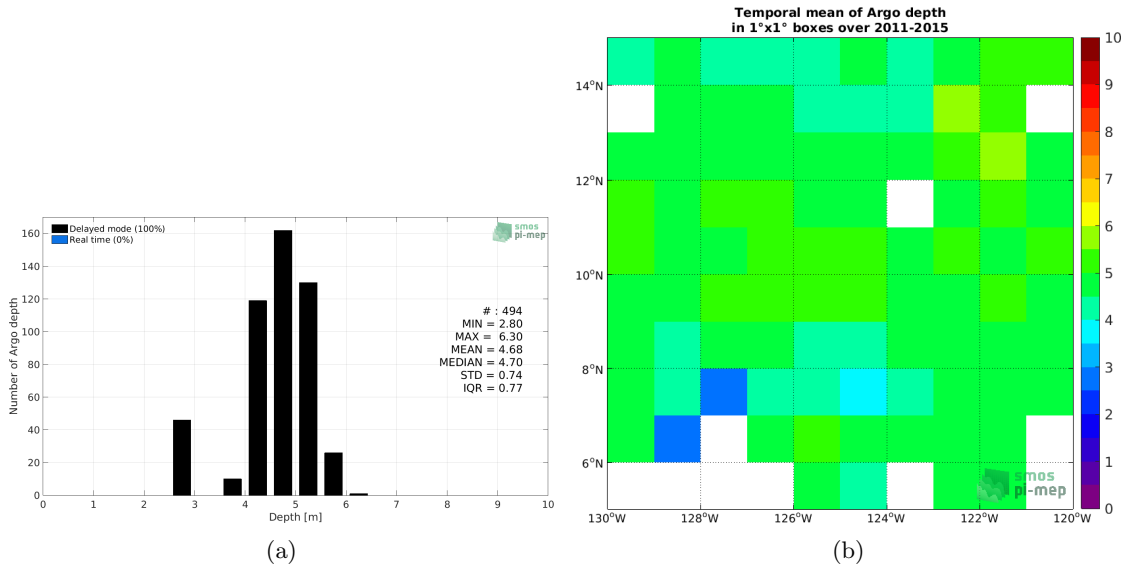 Temporal mean of Argo depth
in 1°x1° boxes over 2011-2015
Delayed mode (100%)
Real time (0%)
smos
pi-mep
# : 494
MIN = 2.80
MAX = 6.30
MEAN = 4.68
MEDIAN = 4.70
STD = 0.74
IQR = 0.77
Number of Argo depth
160
140
120
100
80
60
40
20
0
0 1 2 3 4 5 6 7 8 9 10
Depth [m]
(a)
14°N
12°N
10°N
8°N
6°N
130°W 128°W 126°W 124°W 122°W 120°W
smos
pi-mep
10
9
8
7
6
5
4
3
2
1
0
(b)